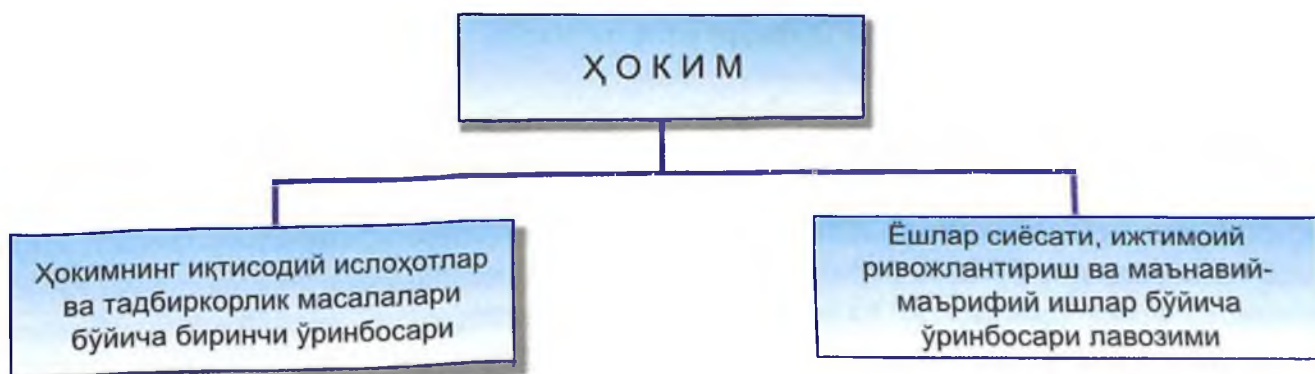 ҲОКИМ
Ҳокимнинг иқтисодий ислоҳотлар
ва тадбиркорлик масалалари
бўйича биринчи ўринбосари
Ёшлар сиёсати, ижтимоий
ривожлантириш ва маънавий-
маърифий ишлар бўйича
ўринбосари лавозими